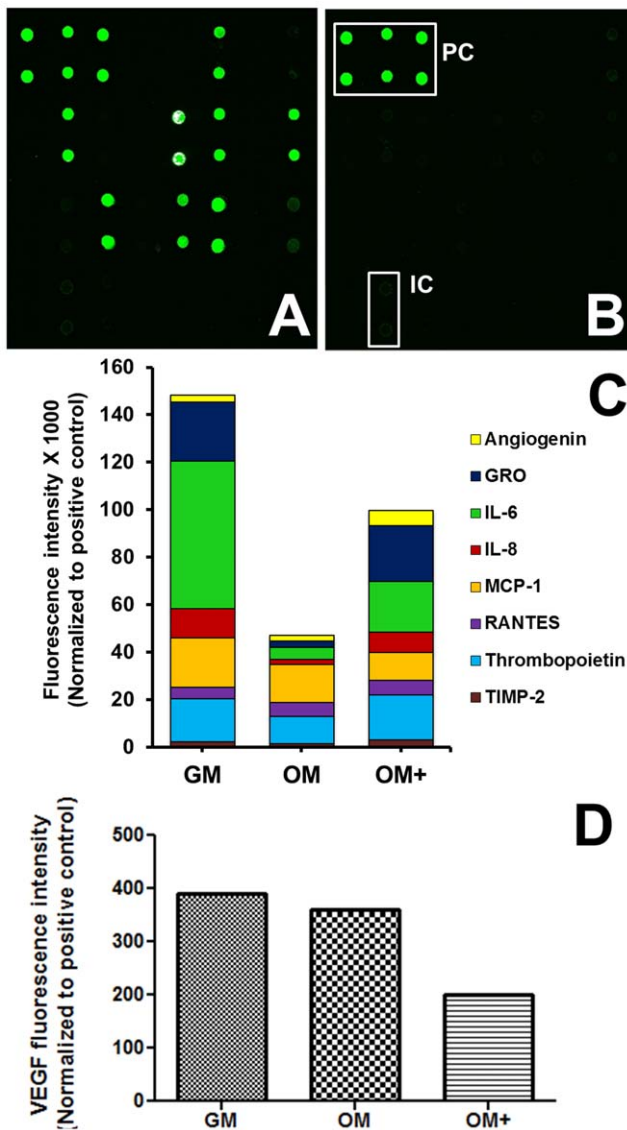 PC
IC
A
B
C
160
140
120
100
80
60
40
20
0
Fluorescence intensity X 1000
(Normalized to positive control)
GM
OM
OM+
Angiogenin
GRO
IL-6
IL-8
MCP-1
RANTES
Thrombopoietin
TIMP-2
D
500
400
300
200
100
0
VEGF fluorescence intensity
(Normalized to positive control)
GM
OM
OM+